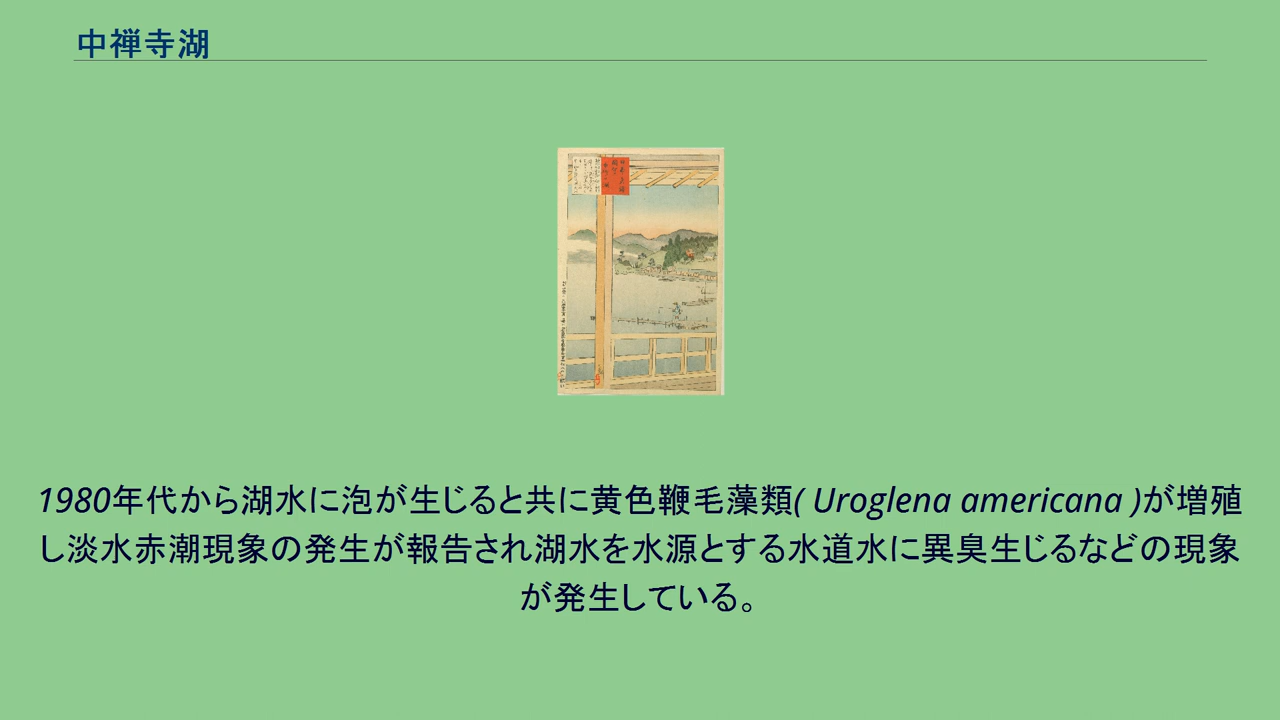 中禅寺湖
1980年代から湖水に泡が生じると共に黄色鞭毛藻類( Uroglena americana )が増殖
し淡水赤潮現象の発生が報告され湖水を水源とする水道水に異臭生じるなどの現象
が発生している。